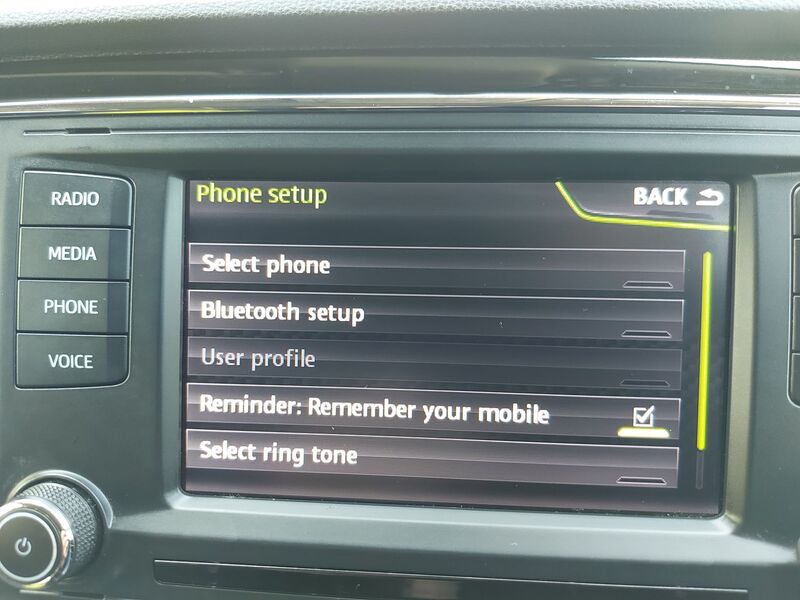 Phone setup
BACK
RADIO
MEDIA
PHONE
VOICE
Select phone
Bluetooth setup
User profile
Reminder: Remember your mobile
Select ring tone